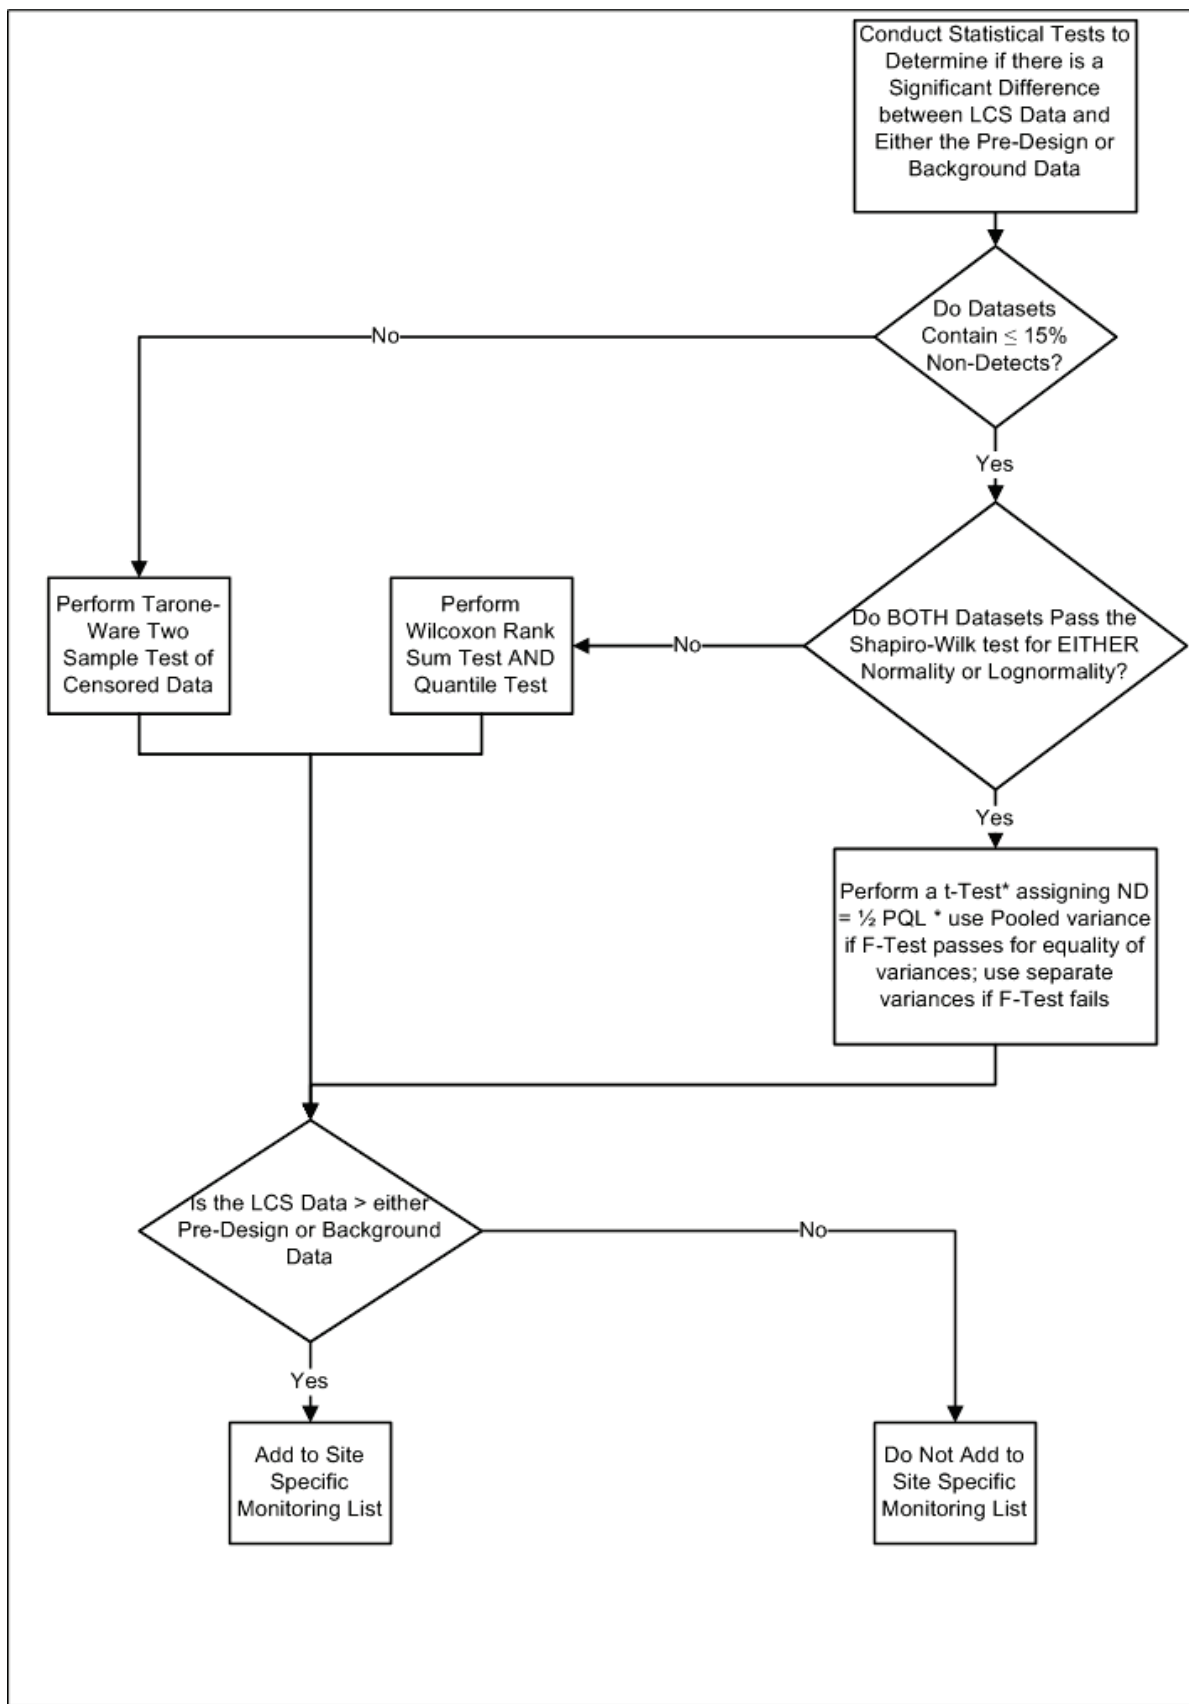 Conduct Statistical Tests to
Determine if there is a
Significant Difference
between LCS Data and
Either the Pre-Design or
Background Data
Do Datasets
Contain ≤ 15%
Non-Detects?
No
Yes
Perform Tarone-
Ware Two
Sample Test of
Censored Data
Perform
Wilcoxon Rank
Sum Test AND
Quantile Test
No
Do BOTH Datasets Pass the
Shapiro-Wilk test for EITHER
Normality or Lognormality?
Yes
Perform a t-Test* assigning ND
= ½ PQL * use Pooled variance
if F-Test passes for equality of
variances; use separate
variances if F-Test fails
Is the LCS Data > either
Pre-Design or Background
Data
No
Yes
Add to Site
Specific
Monitoring List
Do Not Add to
Site Specific
Monitoring List